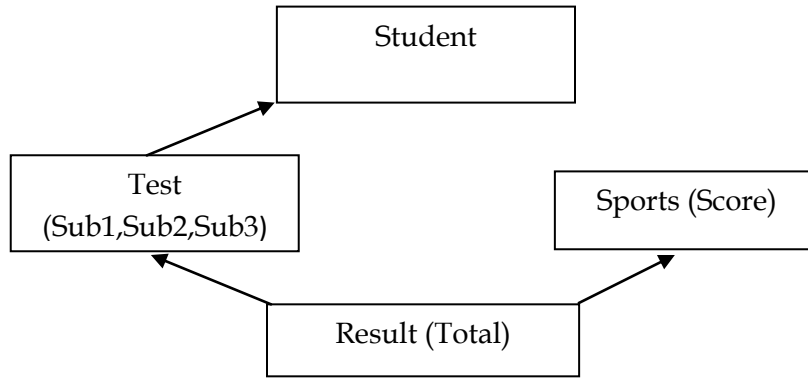 Student
Test
(Sub1,Sub2,Sub3)
Sports (Score)
Result (Total)